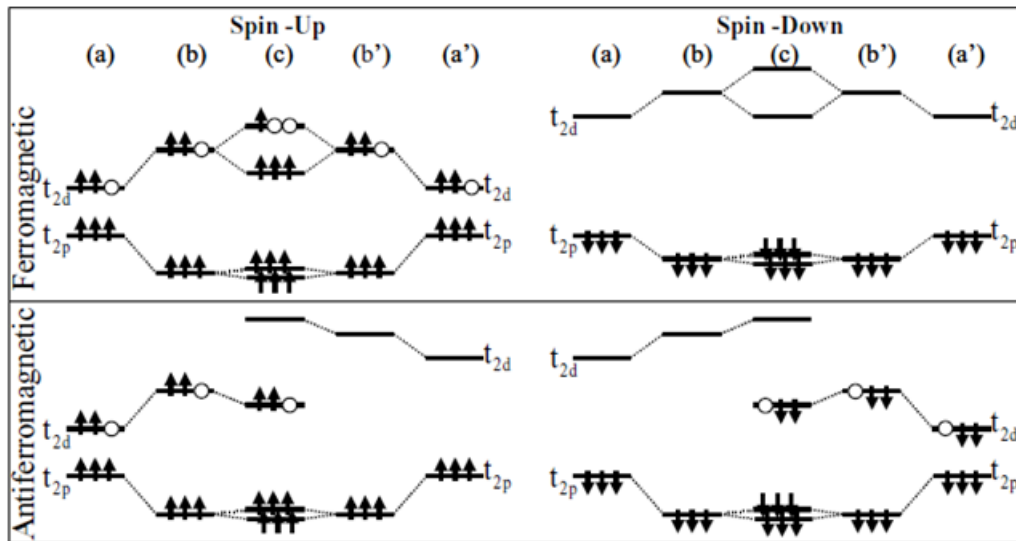 Spin -Up
Spin -Down
(a) (b) (c) (b') (a')
(a) (b) (c) (b') (a')
Ferromagnetic
t2d
t2d
t2p
t2p
t2d
t2d
t2p
t2p
Antiferromagnetic
t2d
t2d
t2p
t2p
t2d
t2d
t2p
t2p